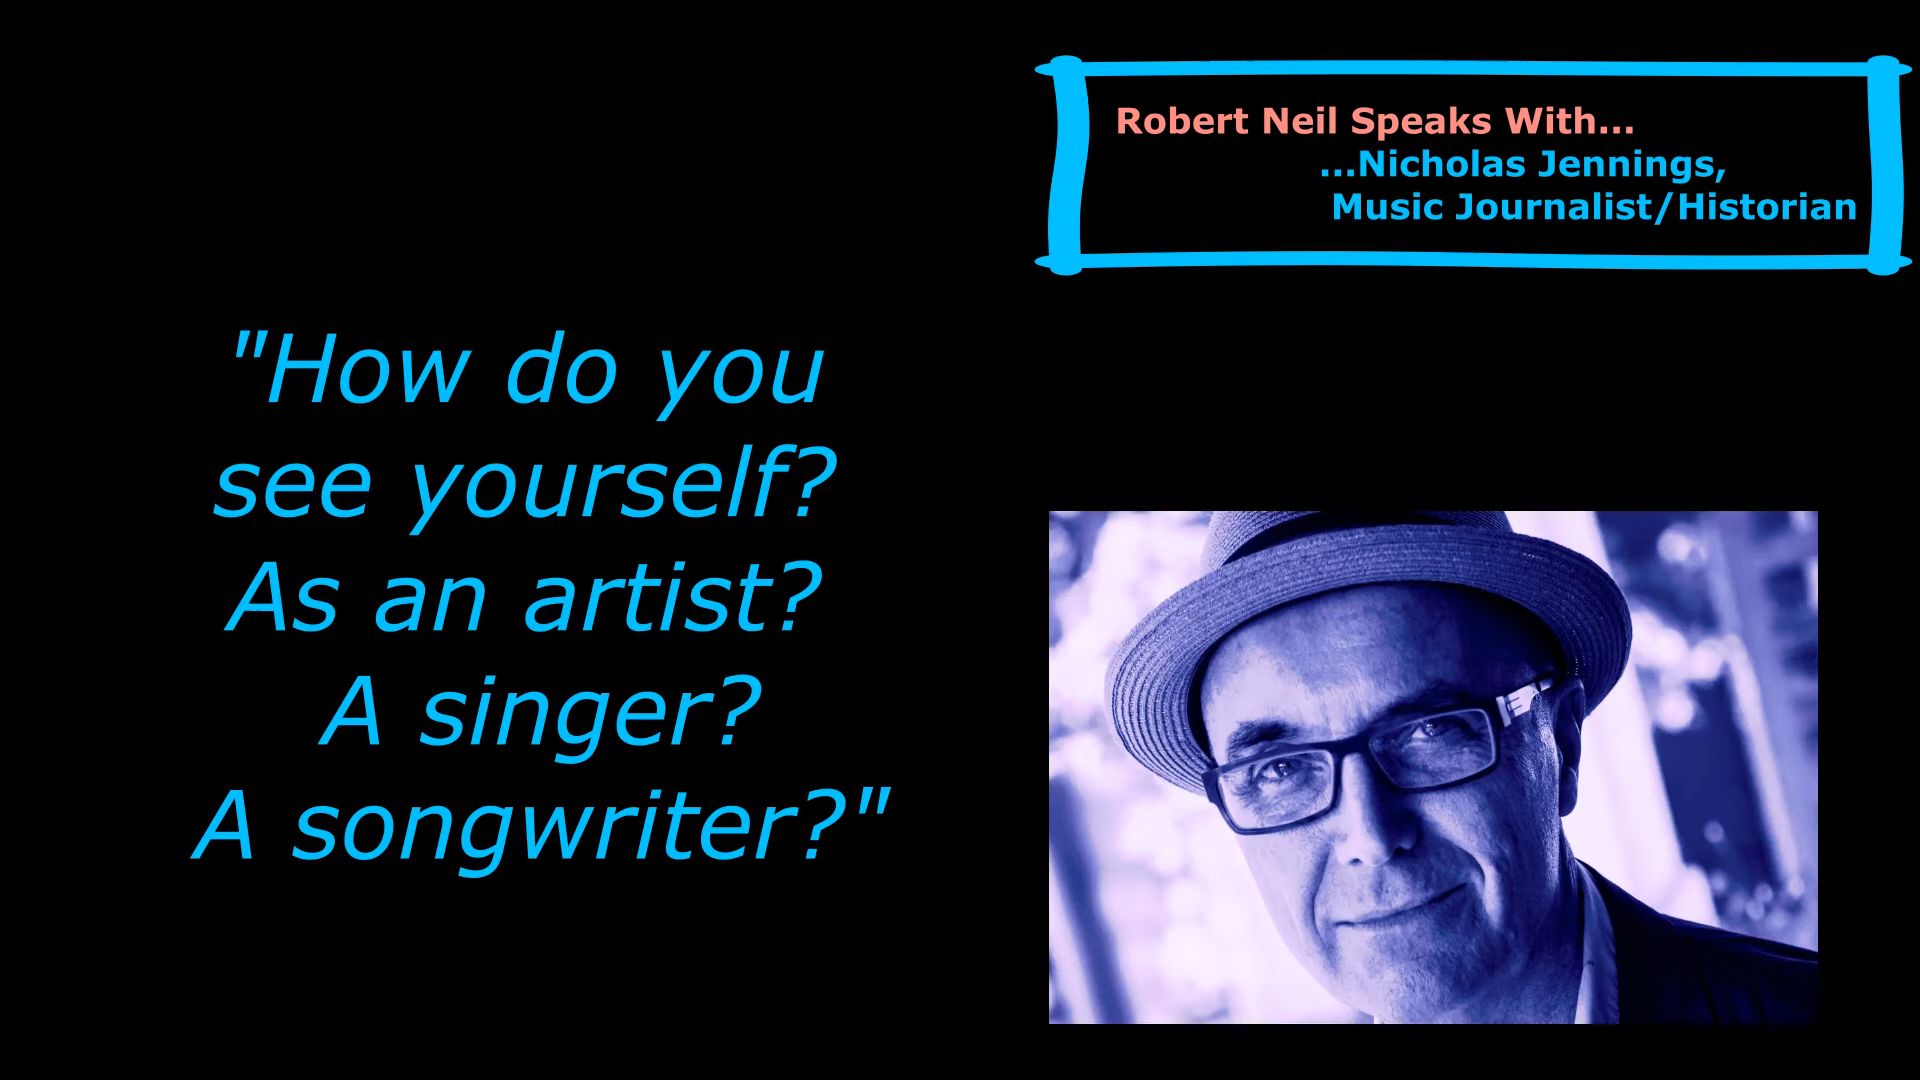 Robert Neil Speaks With...
...Nicholas Jennings,
Music Journalist/Historian
"How do you
see yourself?
As an artist?
A singer?
A songwriter?"